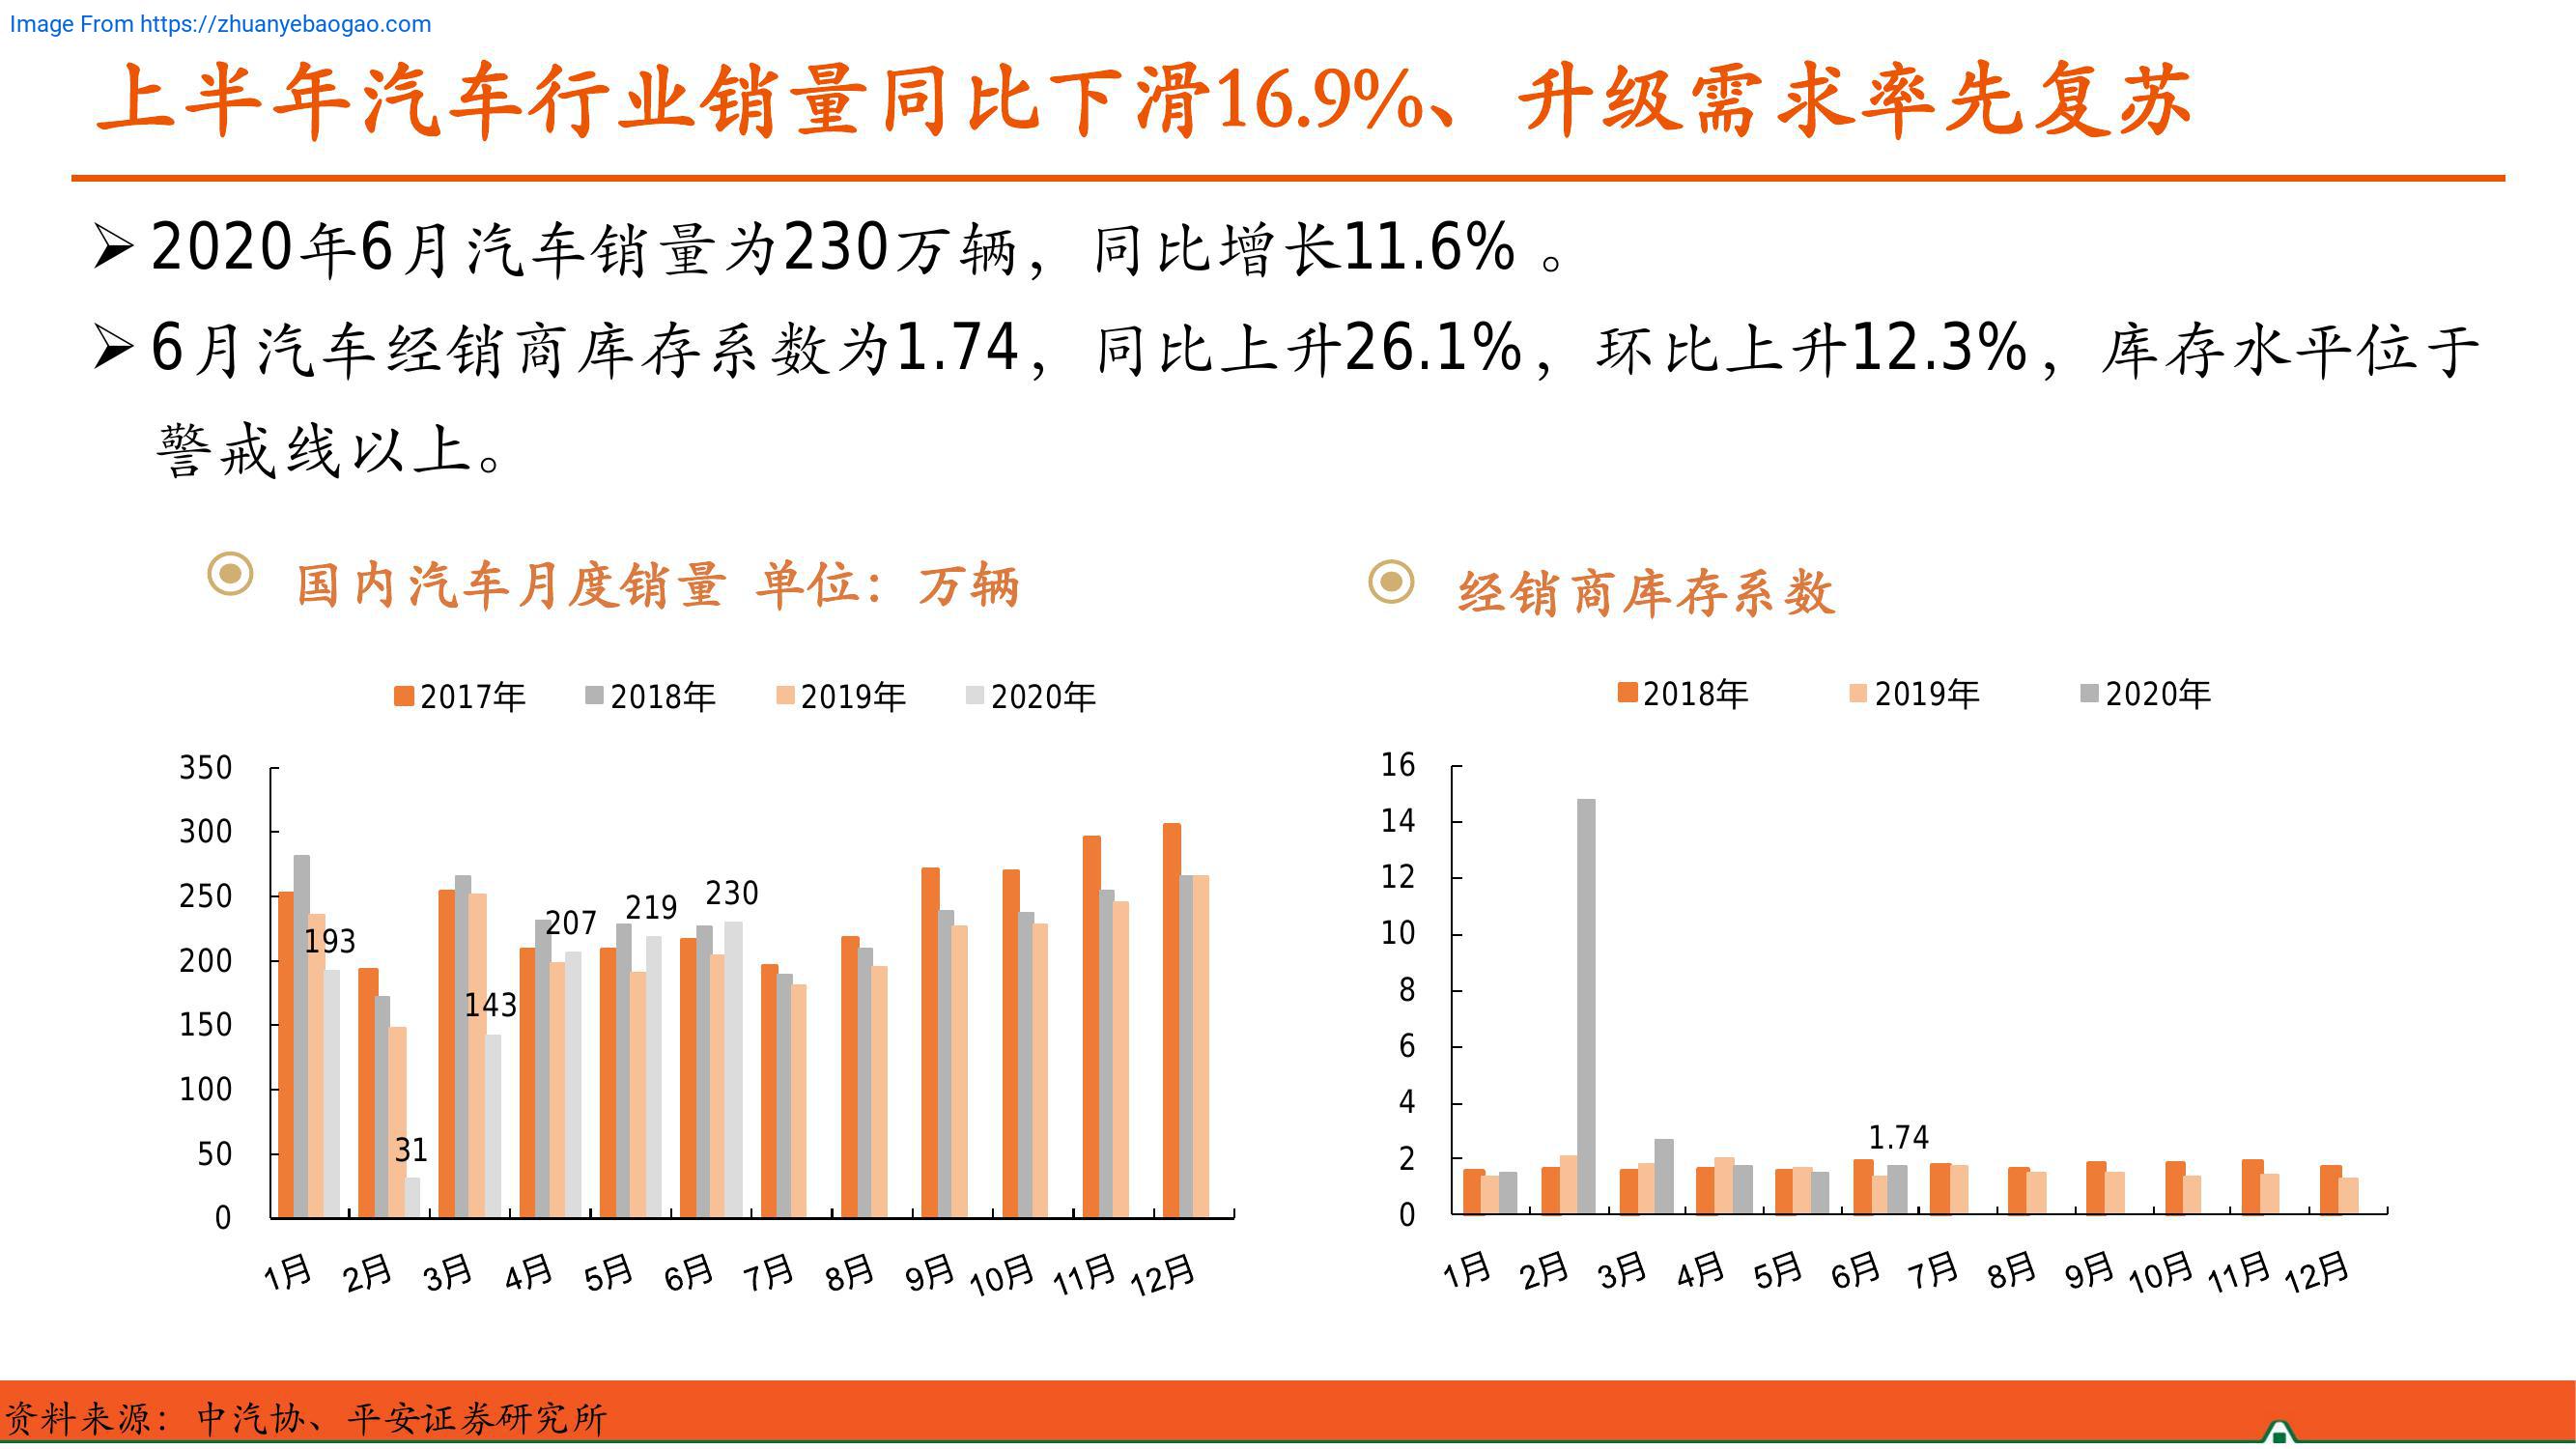 Image From https://zhuanyebaogao.com
上半年汽车行业销量同比下滑16.9%、升级需求率先复苏
2020年6月汽车销量为230万辆，同比增长11.6% 。
6月汽车经销商库存系数为1.74，同比上升26.1%，环比上升12.3%，库存水平位于
警戒线以上。
国内汽车月度销量 单位：万辆
2017年 2018年 2019年 2020年
350
300
250
200
150
100
50
0
193
31
143
207
219
230
1月 2月 3月 4月 5月 6月 7月 8月 9月 10月 11月 12月
经销商库存系数
2018年 2019年 2020年
16
14
12
10
8
6
4
2
0
1.74
1月 2月 3月 4月 5月 6月 7月 8月 9月 10月 11月 12月
资料来源：中汽协、平安证券研究所